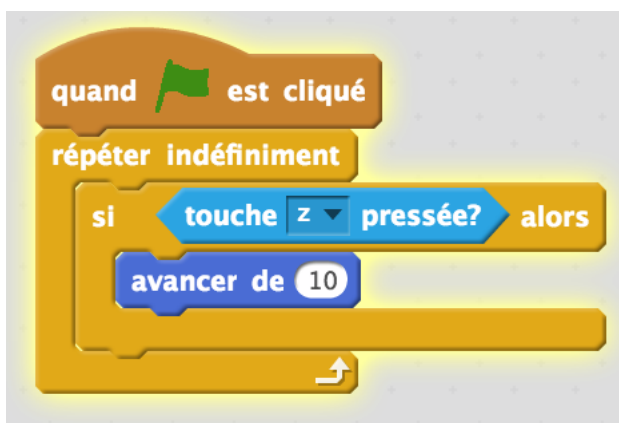 quand est cliqué
répéter indéfiniment
si touche z pressée? alors
avancer de 10